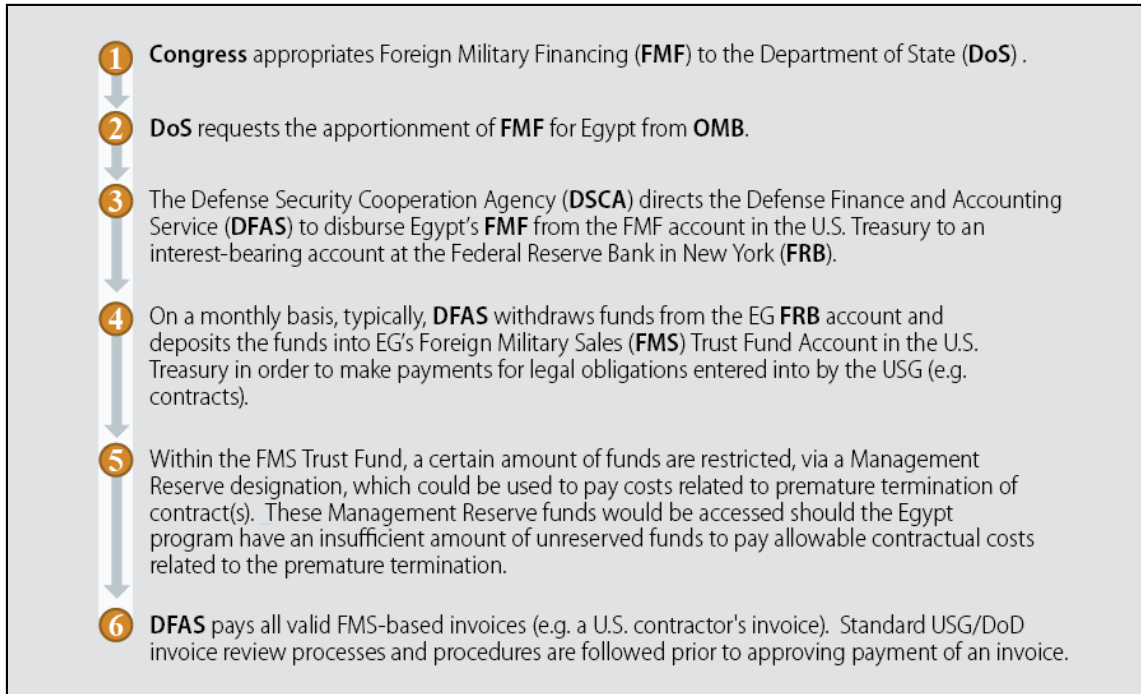 1 Congress appropriates Foreign Military Financing (FMF) to the Department of State (DoS) .
2 DoS requests the apportionment of FMF for Egypt from OMB.
3 The Defense Security Cooperation Agency (DSCA) directs the Defense Finance and Accounting
Service (DFAS) to disburse Egypt's FMF from the FMF account in the U.S. Treasury to an
interest-bearing account at the Federal Reserve Bank in New York (FRB).
4 On a monthly basis, typically, DFAS withdraws funds from the EG FRB account and
deposits the funds into EG's Foreign Military Sales (FMS) Trust Fund Account in the U.S.
Treasury in order to make payments for legal obligations entered into by the USG (e.g.
contracts).
5 Within the FMS Trust Fund, a certain amount of funds are restricted, via a Management
Reserve designation, which could be used to pay costs related to premature termination of
contract(s). These Management Reserve funds would be accessed should the Egypt
program have an insufficient amount of unreserved funds to pay allowable contractual costs
related to the premature termination.
6 DFAS pays all valid FMS-based invoices (e.g. a U.S. contractor's invoice). Standard USG/DoD
invoice review processes and procedures are followed prior to approving payment of an invoice.